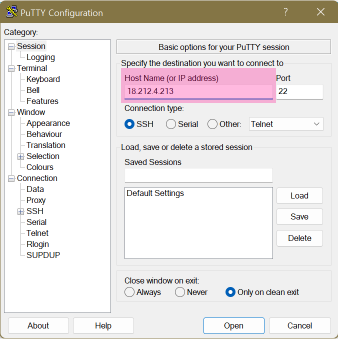 PuTTY Configuration
?
Category:
Session
Logging
Terminal
Keyboard
Bell
Features
Window
Appearance
Behaviour
Translation
Selection
Colours
Connection
Data
Proxy
SSH
Serial
Telnet
Rlogin
SUPDUP
Basic options for your PuTTY session
Specify the destination you want to connect to
Host Name (or IP address) Port
18.212.4.213 22
Connection type:
SSH Serial Other: Telnet
Load, save or delete a stored session
Saved Sessions
Default Settings
Load
Save
Delete
Close window on exit:
Always Never Only on clean exit
About Help Open Cancel